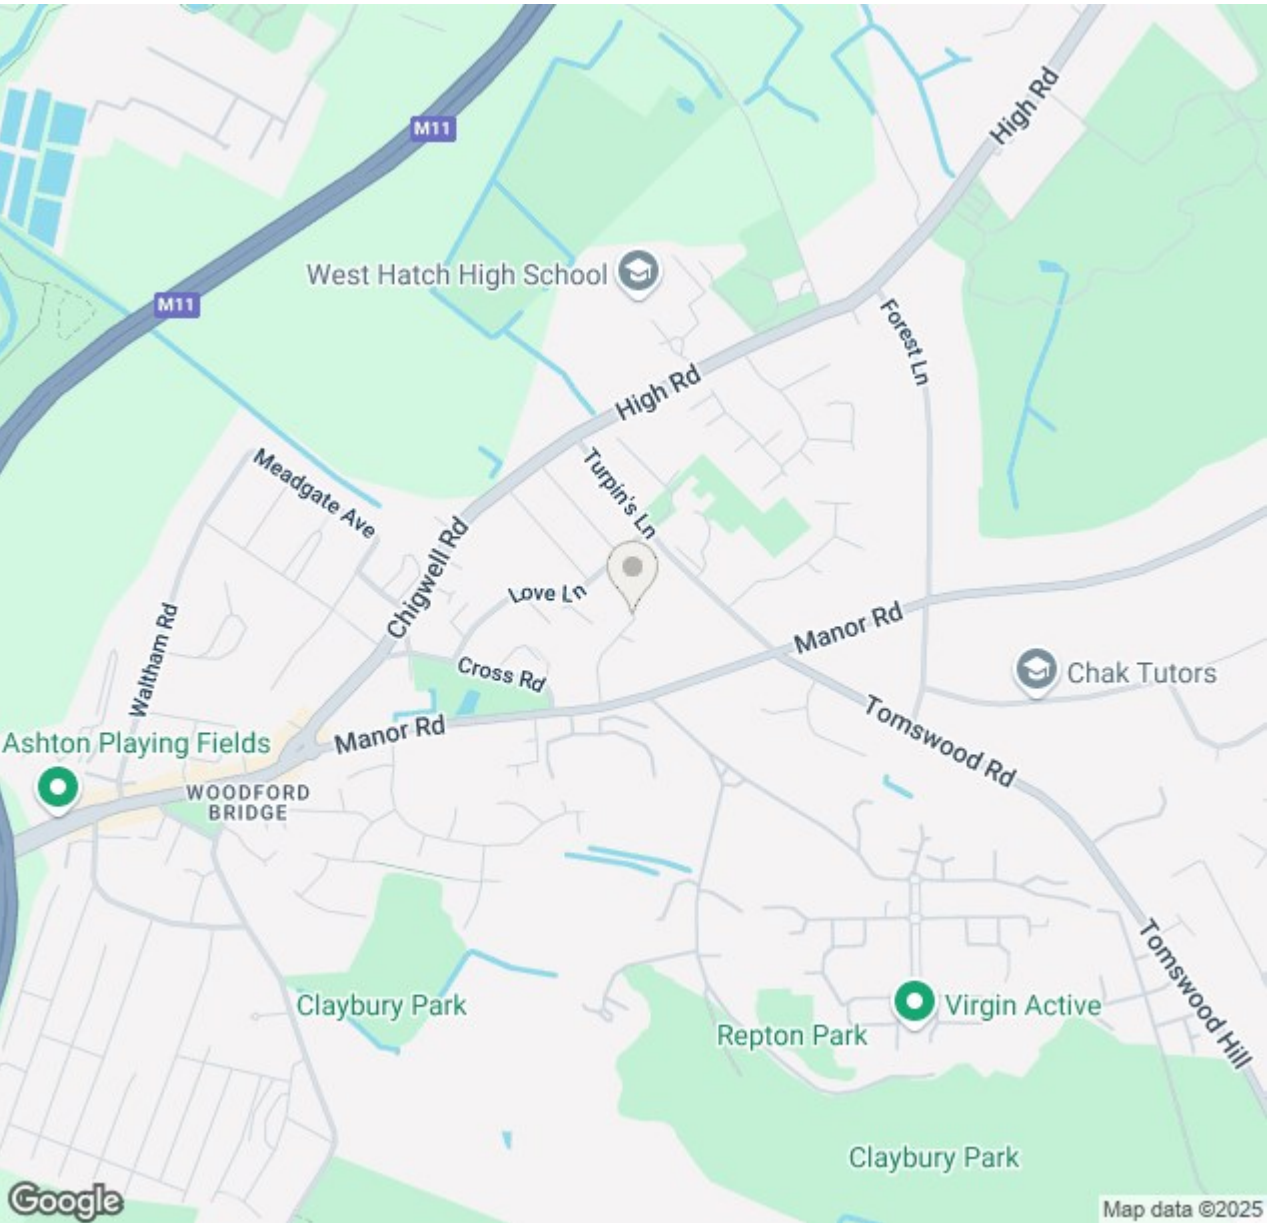 High Rd
M11
West Hatch High School
M11
Forest Ln
High Rd
Meadgate Ave
Turpin's Ln
Chigwell Rd
Love Ln
Waltham Rd
Manor Rd
Cross Rd
Chak Tutors
Manor Rd
Tomswood Rd
Ashton Playing Fields
WOODFORD
BRIDGE
Tomswood Hill
Claybury Park
Virgin Active
Repton Park
Claybury Park
Google
Map data ©2025